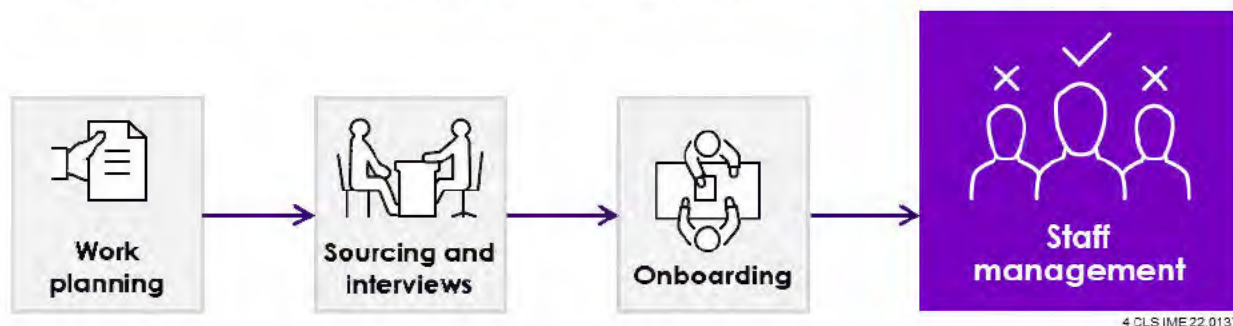 Work
planning
Sourcing and
interviews
Onboarding
Staff
management
4 CLS IME 22.013